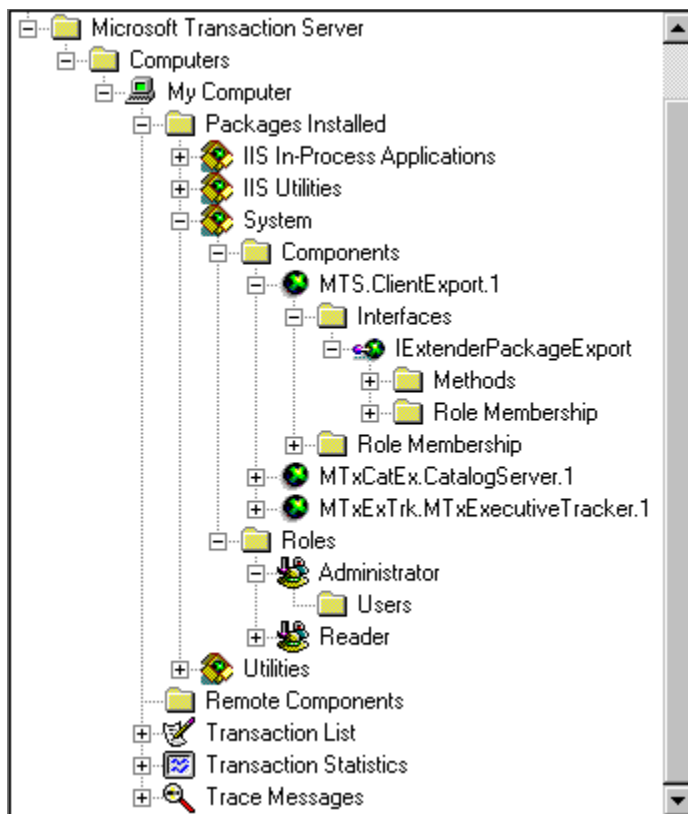 Microsoft Transaction Server
Computers
My Computer
Packages Installed
IIS In-Process Applications
IIS Utilities
System
Components
MTS.ClientExport.1
Interfaces
IExtenderPackageExport
Methods
Role Membership
Role Membership
MTxCatEx.CatalogServer.1
MTxExTrk.MTxExecutiveTracker.1
Roles
Administrator
Users
Reader
Utilities
Remote Components
Transaction List
Transaction Statistics
Trace Messages